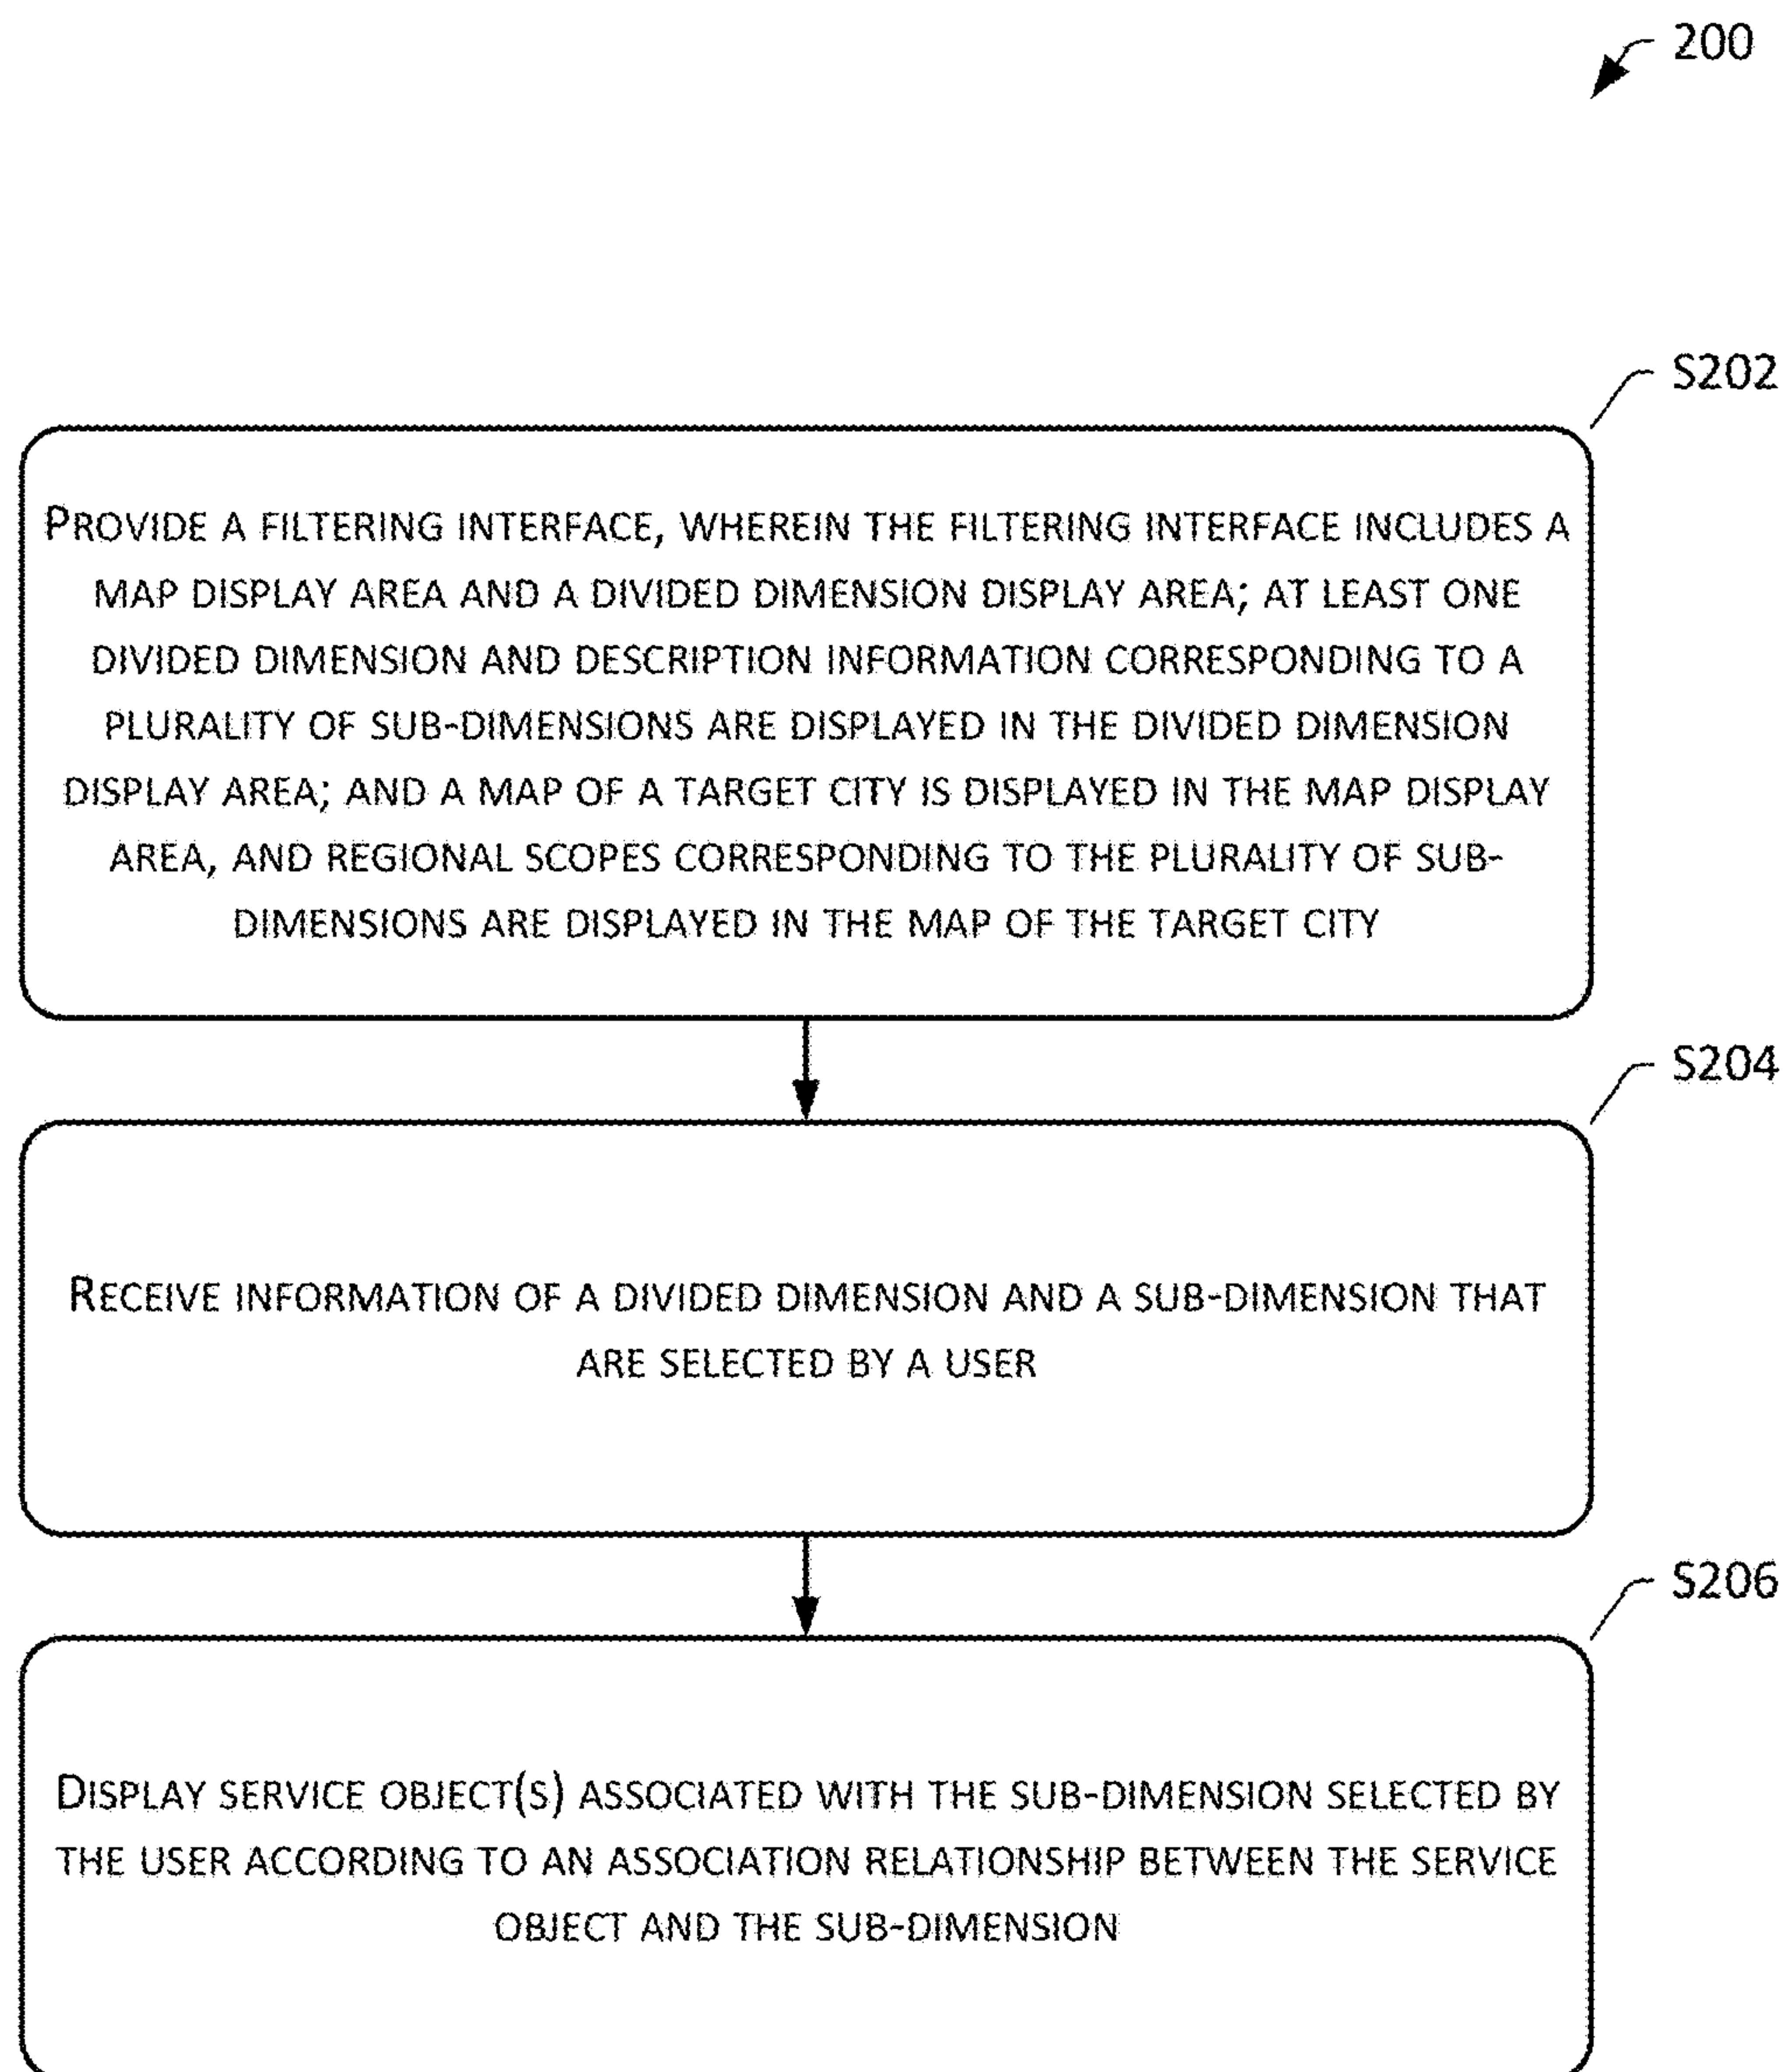 200
S202
PROVIDE A FILTERING INTERFACE, WHEREIN THE FILTERING INTERFACE INCLUDES A
MAP DISPLAY AREA AND A DIVIDED DIMENSION DISPLAY AREA; AT LEAST ONE
DIVIDED DIMENSION AND DESCRIPTION INFORMATION CORRESPONDING TO A
PLURALITY OF SUB-DIMENSIONS ARE DISPLAYED IN THE DIVIDED DIMENSION
DISPLAY AREA; AND A MAP OF A TARGET CITY IS DISPLAYED IN THE MAP DISPLAY
AREA, AND REGIONAL SCOPES CORRESPONDING TO THE PLURALITY OF SUB-
DIMENSIONS ARE DISPLAYED IN THE MAP OF THE TARGET CITY
S204
RECEIVE INFORMATION OF A DIVIDED DIMENSION AND A SUB-DIMENSION THAT
ARE SELECTED BY A USER
S206
DISPLAY SERVICE OBJECT(S) ASSOCIATED WITH THE SUB-DIMENSION SELECTED BY
THE USER ACCORDING TO AN ASSOCIATION RELATIONSHIP BETWEEN THE SERVICE
OBJECT AND THE SUB-DIMENSION